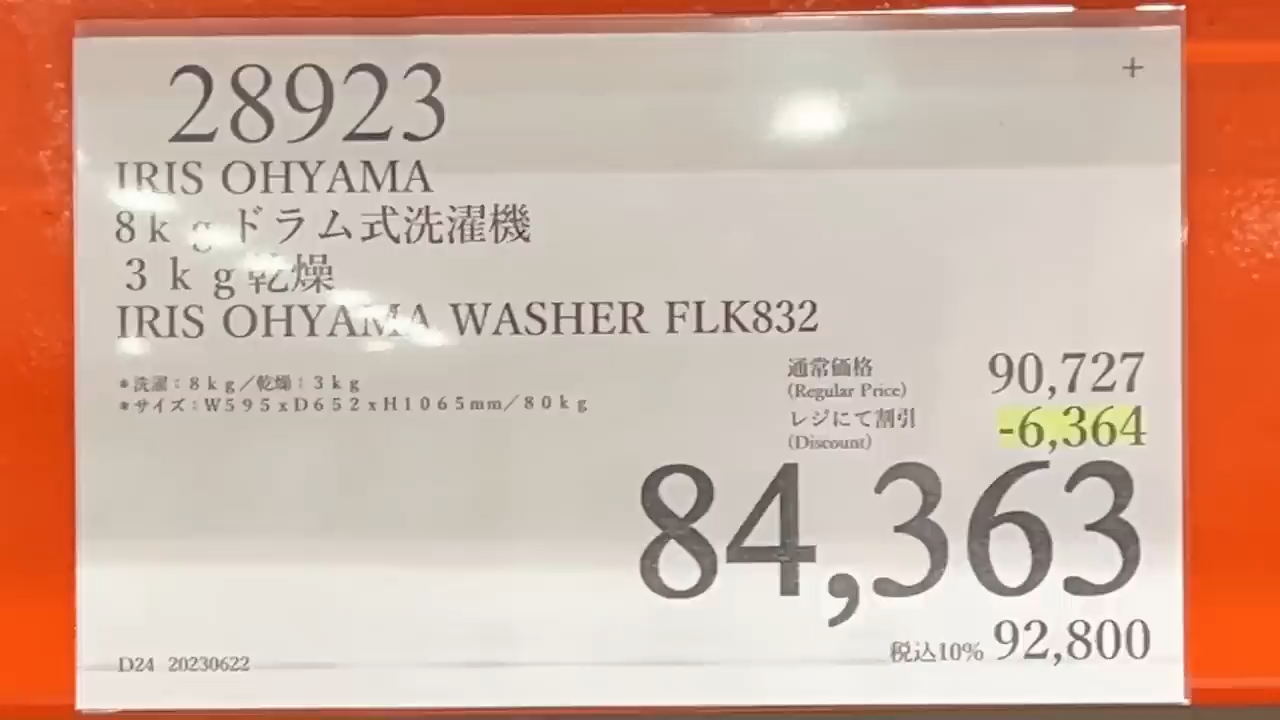 +
28923
IRIS OHYAMA
8kgドラム式洗濯機
3kg乾燥
IRIS OHYAMA WASHER FLK832
*洗濯：8kg／乾燥：3kg
*サイズ：W595xD652xH1065mm／80kg
通常価格 90,727
(Regular Price)
レジにて割引 -6,364
(Discount)
84,363
税込10% 92,800
D24 20230622